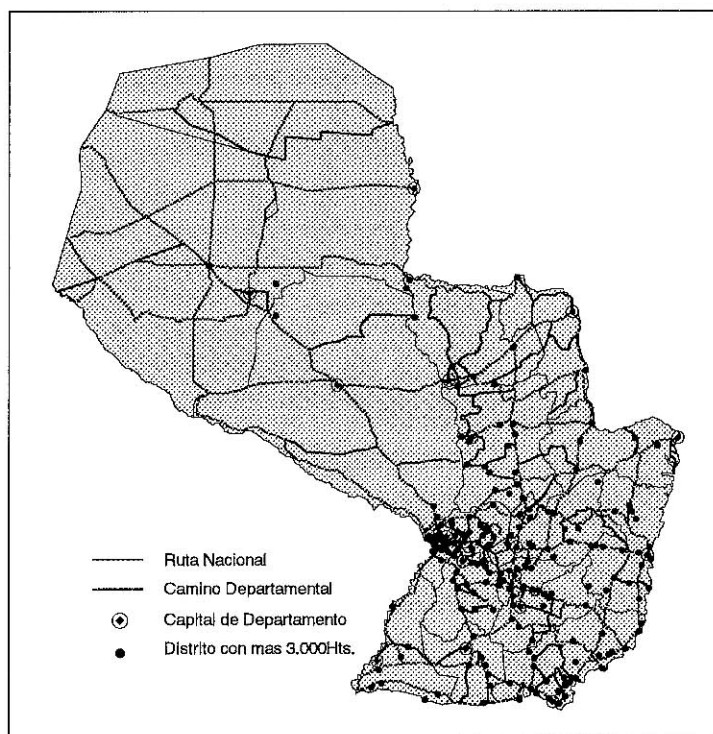 Ruta Nacional
Camino Departamental
Capital de Departamento
Distrito con mas 3.000Hts.